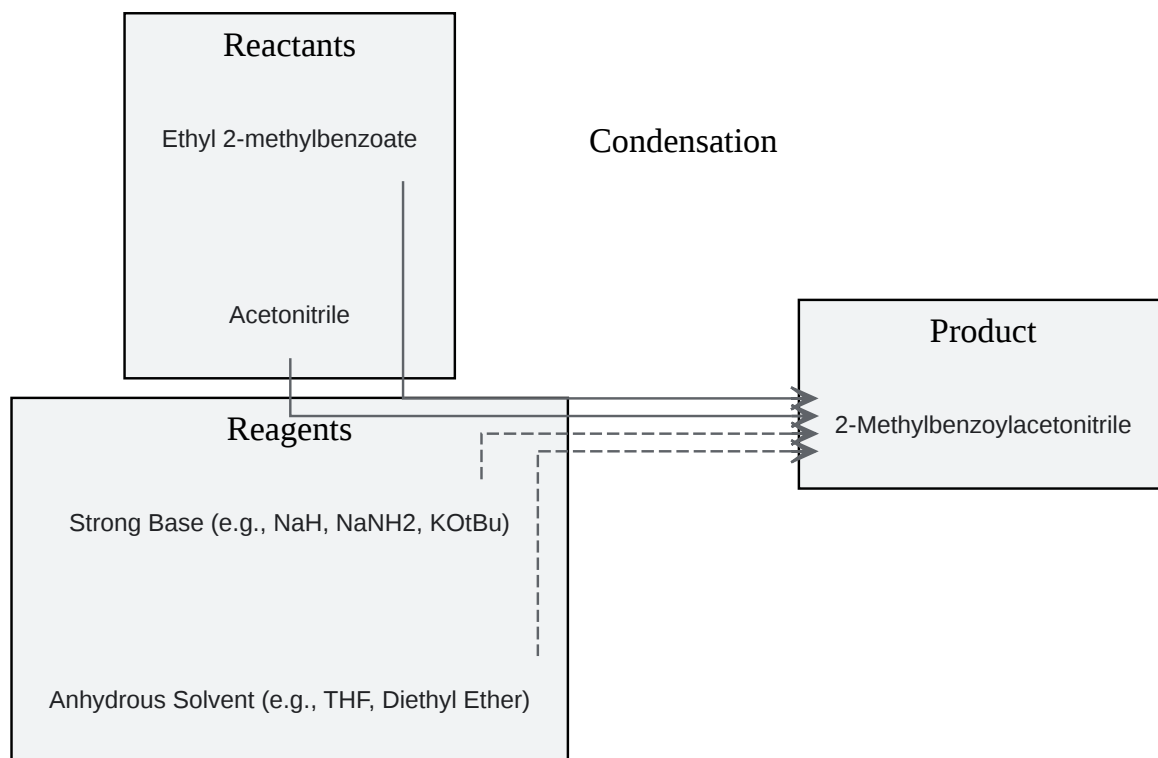 Reactants
Ethyl 2-methylbenzoate
Condensation
Acetonitrile
Product
2-Methylbenzoylacetonitrile
Reagents
Strong Base (e.g., NaH, NaNH2, KOtBu)
Anhydrous Solvent (e.g., THF, Diethyl Ether)